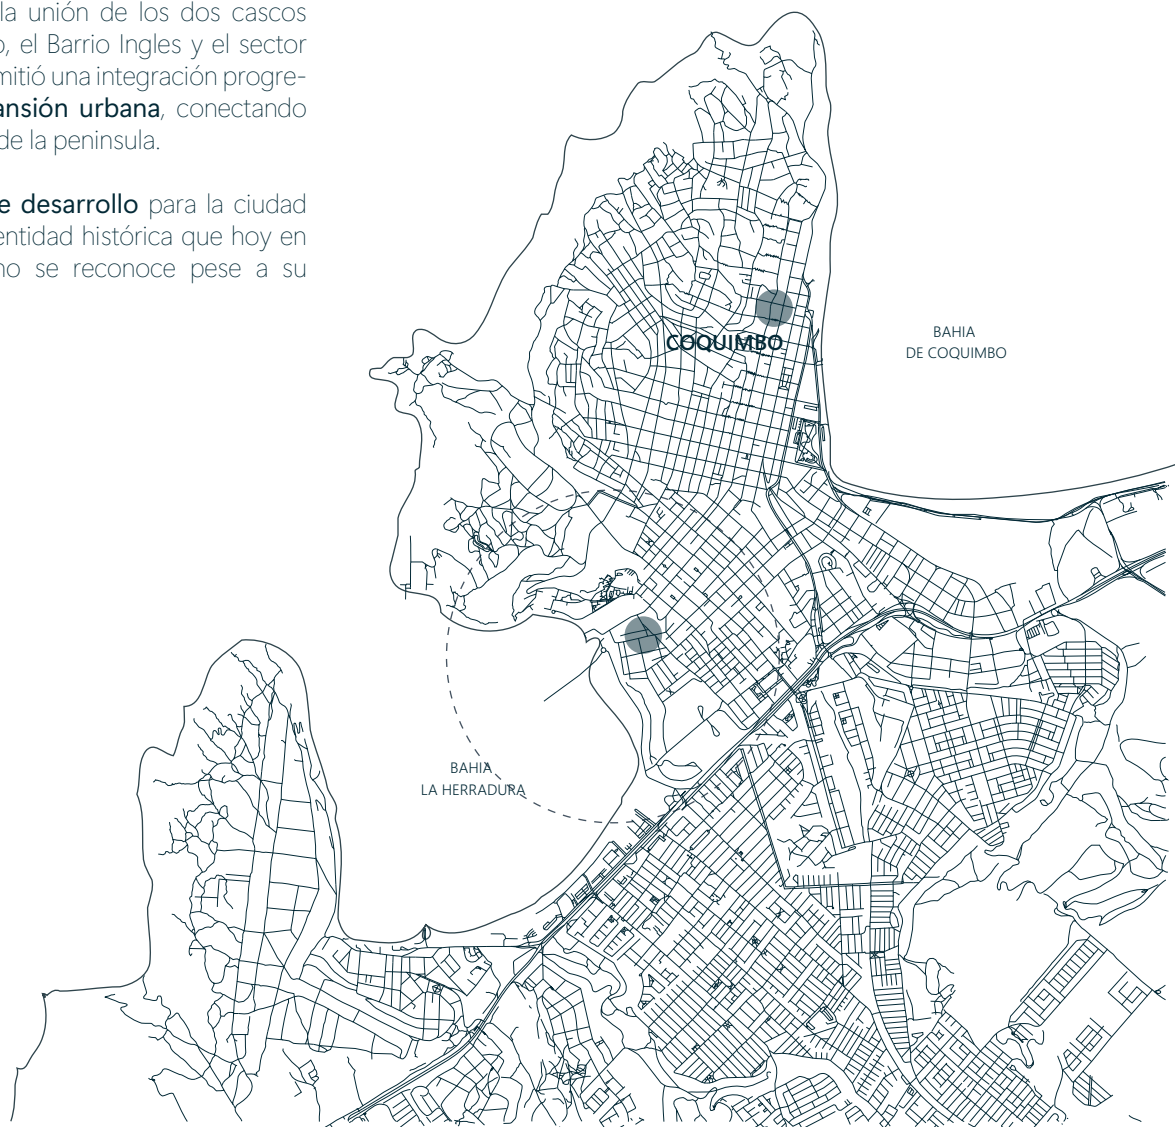 la unión de los dos cascos
, el Barrio Ingles y el sector
mitió una integración progre-
ansión urbana, conectando
de la peninsula.
e desarrollo para la ciudad
entidad histórica que hoy en
no se reconoce pese a su
COQUIMBO
BAHIA
DE COQUIMBO
BAHIA
LA HERRADURA